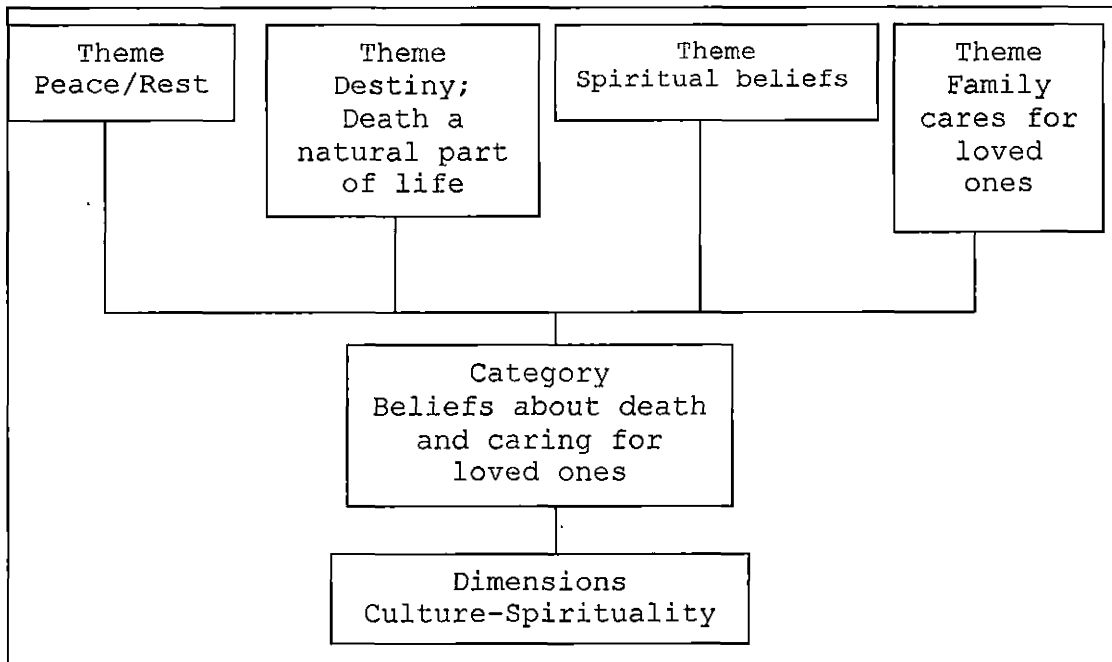 Theme
Peace/Rest
Theme
Destiny;
Death a
natural part
of life
Theme
Spiritual beliefs
Theme
Family
cares for
loved
ones
Category
Beliefs about death
and caring for
loved ones
Dimensions
Culture-Spirituality